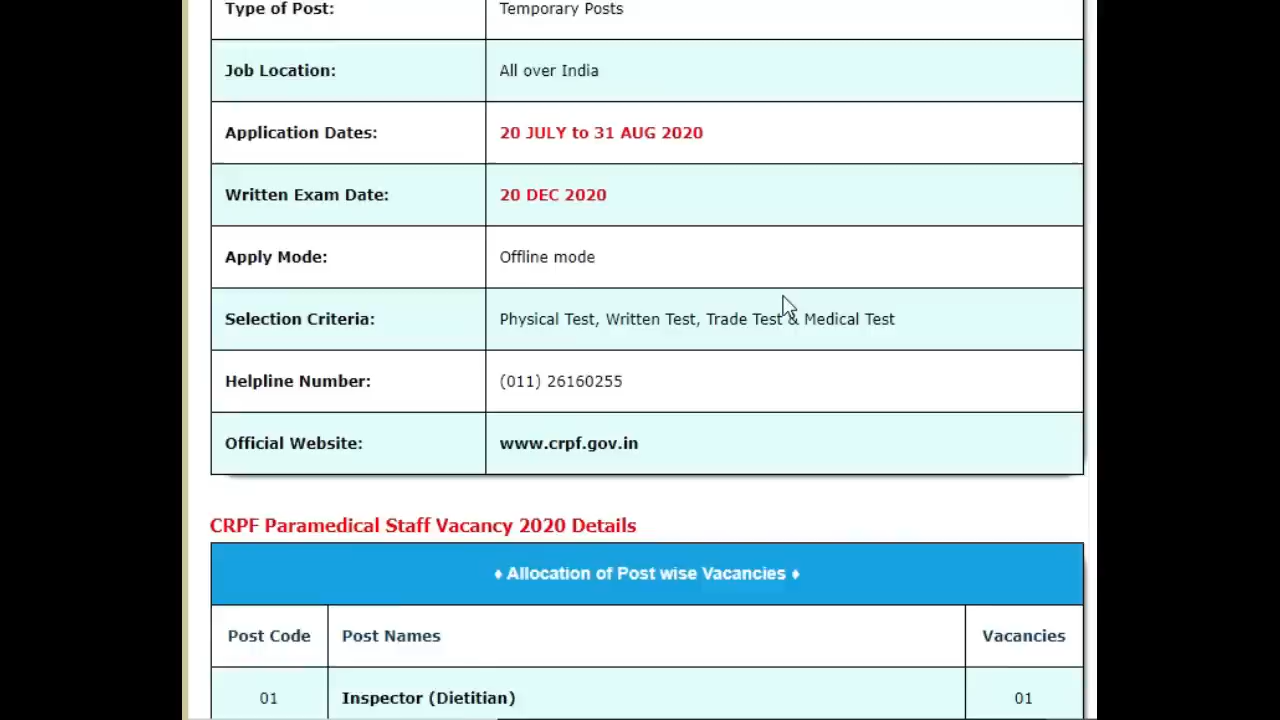 Type of Post: Temporary Posts
Job Location: All over India
Application Dates: 20 JULY to 31 AUG 2020
Written Exam Date: 20 DEC 2020
Apply Mode: Offline mode
Selection Criteria: Physical Test, Written Test, Trade Test & Medical Test
Helpline Number: (011) 26160255
Official Website: www.crpf.gov.in
CRPF Paramedical Staff Vacancy 2020 Details
♦ Allocation of Post wise Vacancies ♦
Post Code Post Names Vacancies
01 Inspector (Dietitian) 01